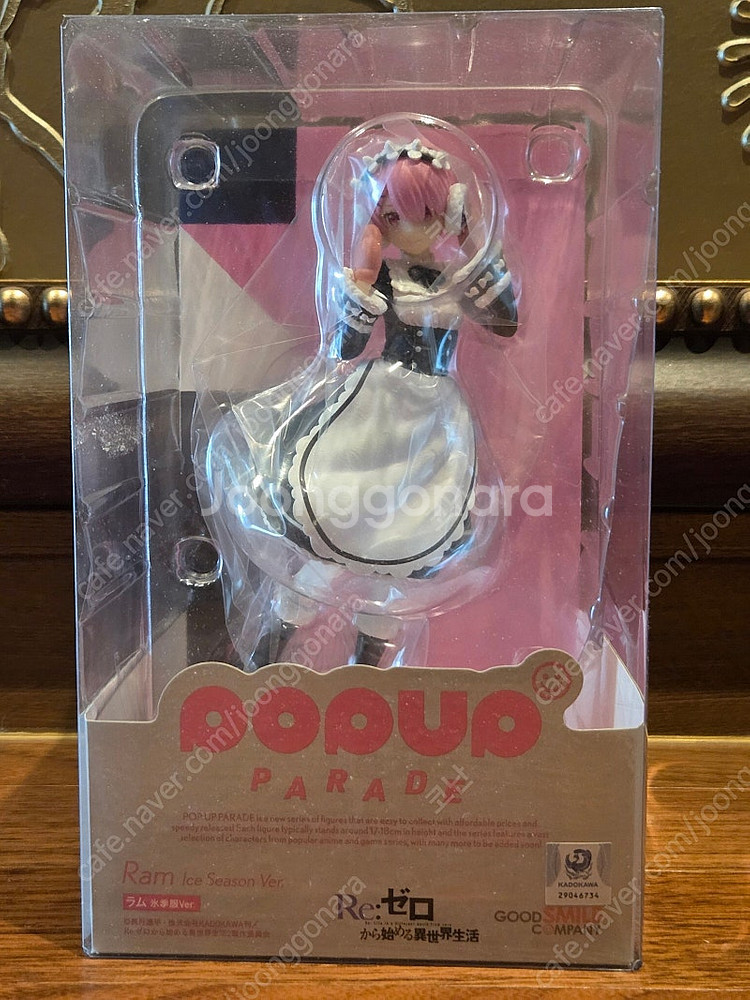 Joonggonara
POPUP
PARADE
POP UP PARADE is a new series of figures that are easy to collect with affordable prices and
speedy releases! Each figure typically stands around 17-18cm in height and the series features a vast
selection of characters from popular anime and game series, with many more to be added soon!
Ram Ice Season Ver.
ラム 氷季服Ver.
KADOKAWA
29046734
Re:ゼロ
から始める異世界生活
GOOD SMILE
COMPANY
cafe.naver.com/joonggonara